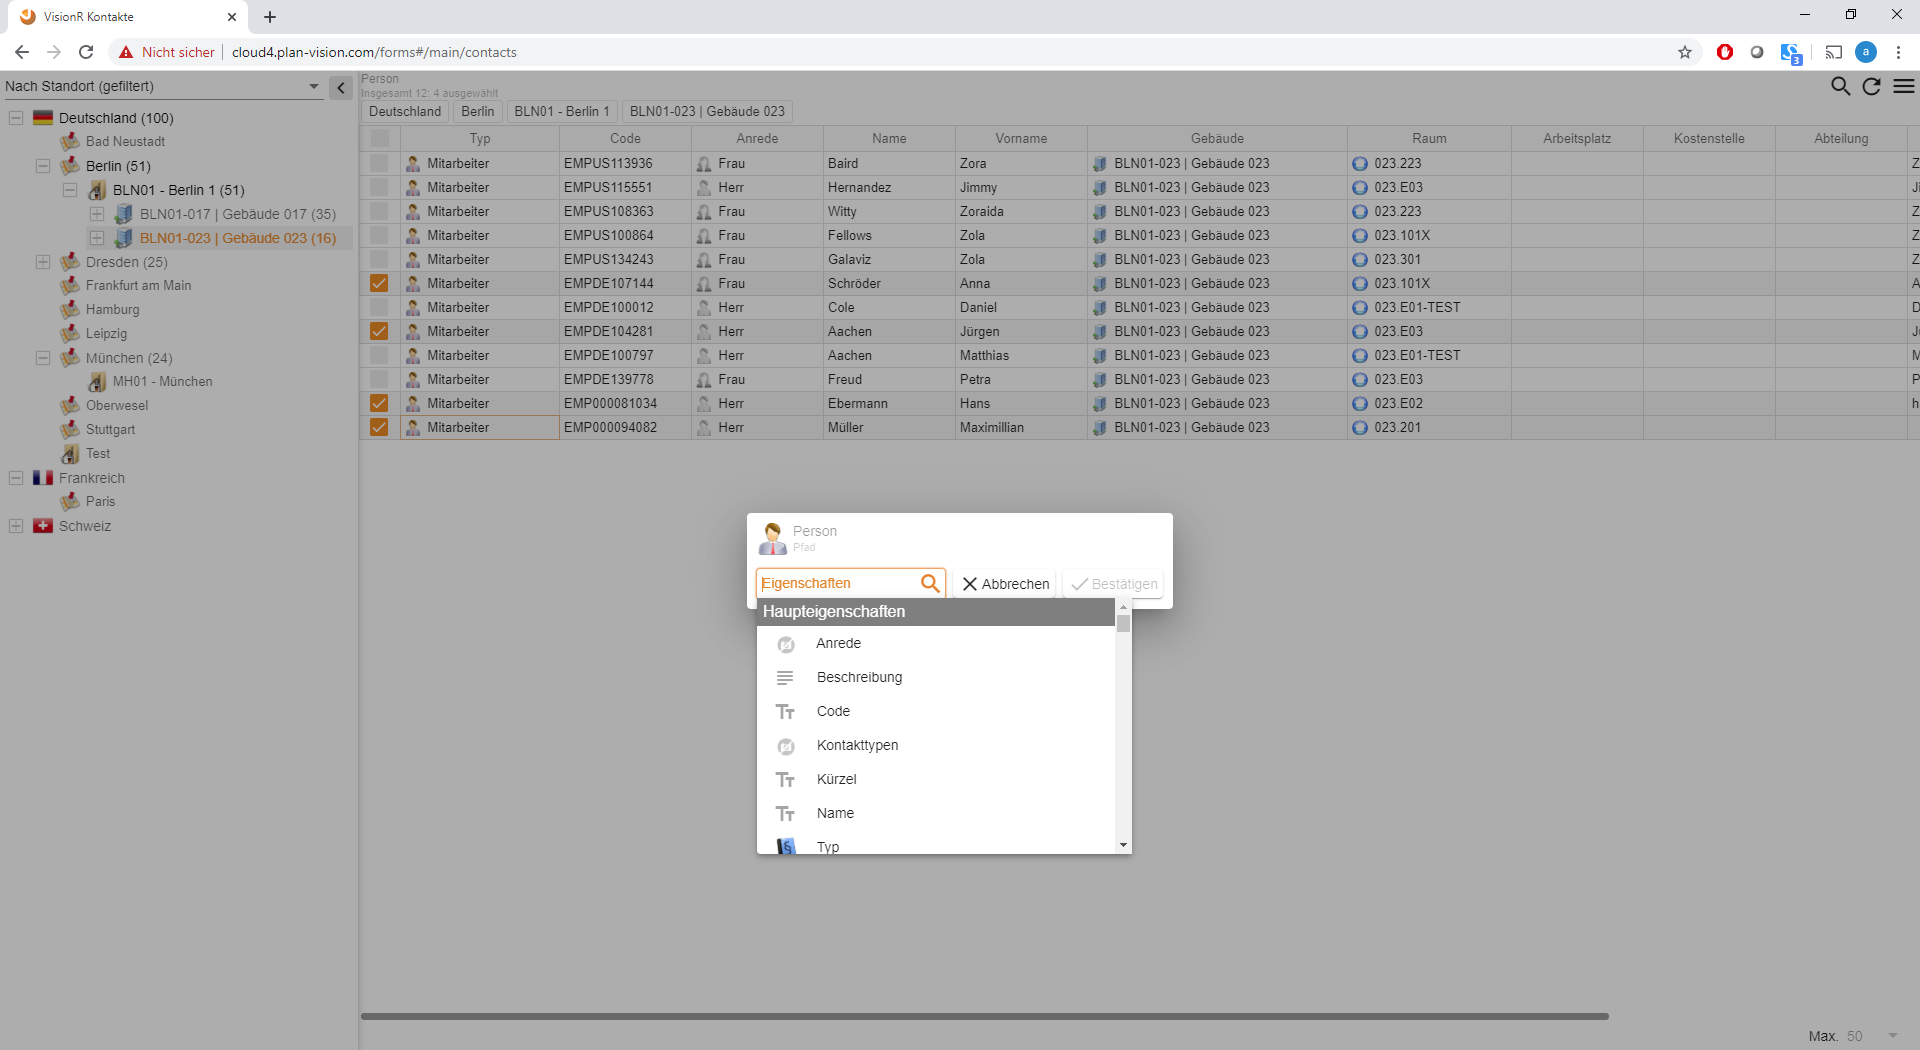 VisionR Kontakte
Nicht sicher
cloud4.plan-vision.com/forms#/main/contacts
3
a
Nach Standort (gefiltert)
Deutschland (100)
Bad Neustadt
Berlin (51)
BLN01 - Berlin 1 (51)
BLN01-017 | Gebäude 017 (35)
BLN01-023 | Gebäude 023 (16)
Dresden (25)
Frankfurt am Main
Hamburg
Leipzig
München (24)
MH01 - München
Oberwesel
Stuttgart
Test
Frankreich
Paris
Schweiz
Person
Insgesamt 12: 4 ausgewählt
Deutschland Berlin BLN01 - Berlin 1 BLN01-023 | Gebäude 023
Typ Code Anrede Name Vorname Gebäude Raum Arbeitsplatz Kostenstelle Abteilung
Mitarbeiter EMPUS113936 Frau Baird Zora BLN01-023 | Gebäude 023 023.223 Z
Mitarbeiter EMPUS115551 Herr Hernandez Jimmy BLN01-023 | Gebäude 023 023.E03 Ji
Mitarbeiter EMPUS108363 Frau Witty Zoraida BLN01-023 | Gebäude 023 023.223 Z
Mitarbeiter EMPUS100864 Frau Fellows Zola BLN01-023 | Gebäude 023 023.101X Z
Mitarbeiter EMPUS134243 Frau Galaviz Zola BLN01-023 | Gebäude 023 023.301 Z
Mitarbeiter EMPDE107144 Frau Schröder Anna BLN01-023 | Gebäude 023 023.101X A
Mitarbeiter EMPDE100012 Herr Cole Daniel BLN01-023 | Gebäude 023 023.E01-TEST D
Mitarbeiter EMPDE104281 Herr Aachen Jürgen BLN01-023 | Gebäude 023 023.E03 Ju
Mitarbeiter EMPDE100797 Herr Aachen Matthias BLN01-023 | Gebäude 023 023.E01-TEST M
Mitarbeiter EMPDE139778 Frau Freud Petra BLN01-023 | Gebäude 023 023.E03 P
Mitarbeiter EMP000081034 Herr Ebermann Hans BLN01-023 | Gebäude 023 023.E02 h
Mitarbeiter EMP000094082 Herr Müller Maximillian BLN01-023 | Gebäude 023 023.201
Person
Pfad
Eigenschaften Abbrechen Bestätigen
Haupteigenschaften
Anrede
Beschreibung
Code
Kontakttypen
Kürzel
Name
Typ
Max. 50